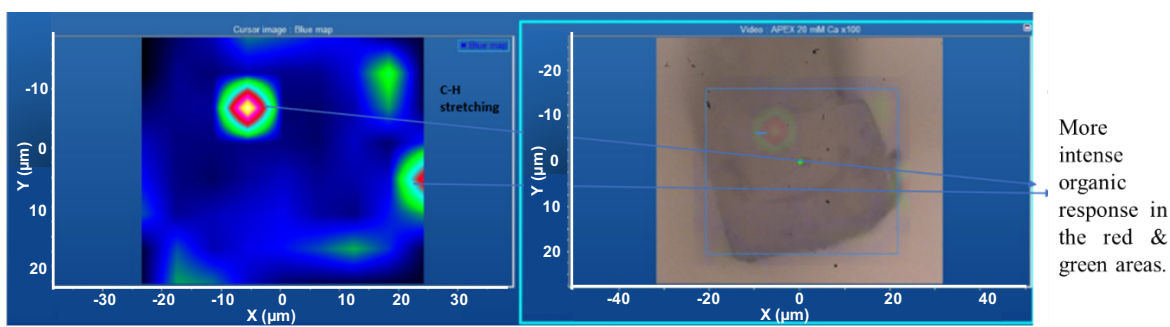 Cursor image : Blue map
Blue map
C-H
stretching
-10
0
10
20
Y (µm)
-30
-20
-10
0
10
20
30
X (µm)
Video : APEX 20 mM Ca x100
-20
-10
0
10
20
Y (µm)
-40
-20
0
20
40
X (µm)
More
intense
organic
response in
the red &
green areas.